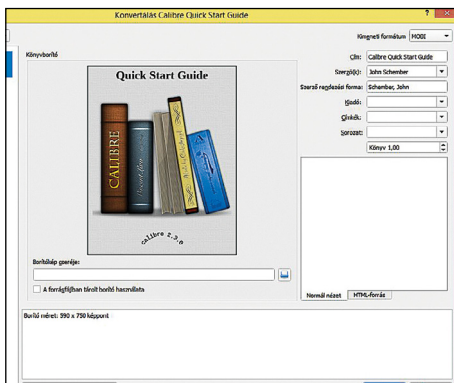 Konvertálás Calibre Quick Start Guide
Kimeneti formátum MOBI
Könyvborító
Quick Start Guide
CALIBRE
calibre 2.3.0
Borítókép cseréje:
A forrásfájlban tárolt borító használata
Cím: Calibre Quick Start Guide
Szerző(k): John Schember
Szerző rendezési forma: Schember, John
Kiadó:
Címkék:
Sorozat:
Könyv 1,00
Normál nézet HTML-forrás
Borító méret: 590 x 750 képpont